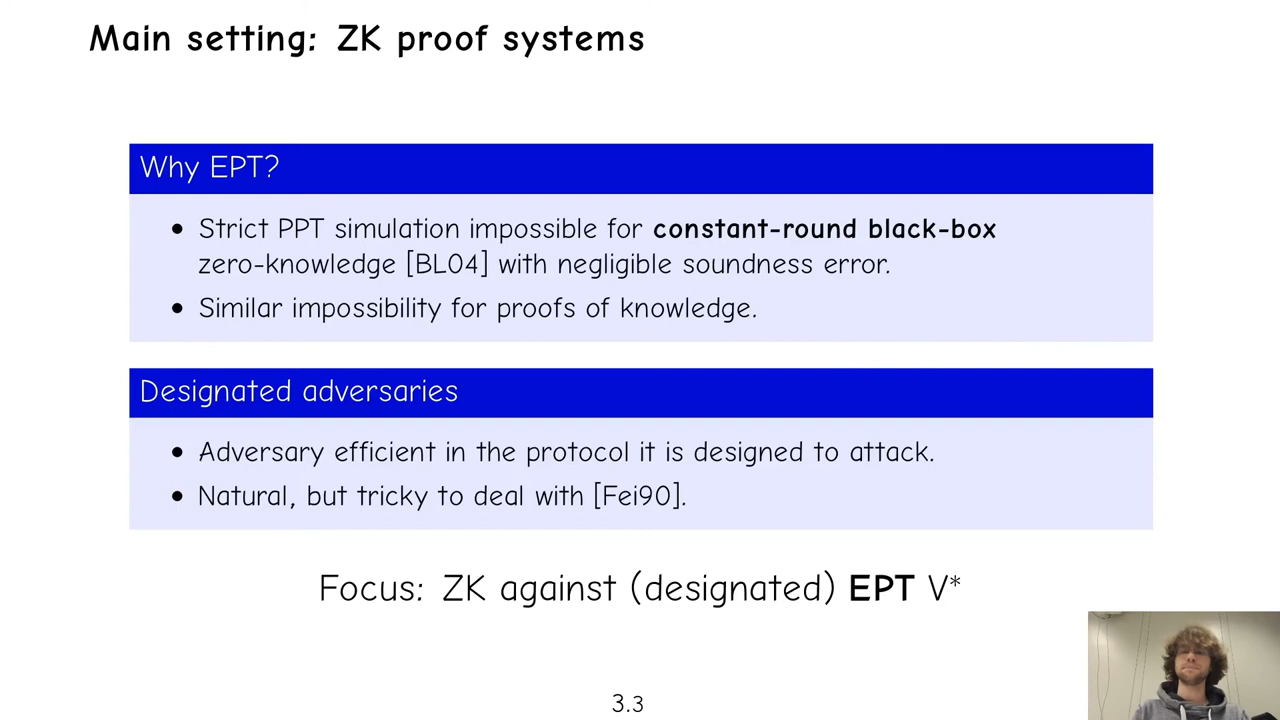 Main setting: ZK proof systems
Why EPT?
• Strict PPT simulation impossible for constant-round black-box
zero-knowledge [BL04] with negligible soundness error.
• Similar impossibility for proofs of knowledge.
Designated adversaries
• Adversary efficient in the protocol it is designed to attack.
• Natural, but tricky to deal with [Fei90].
Focus: ZK against (designated) EPT V*
3.3